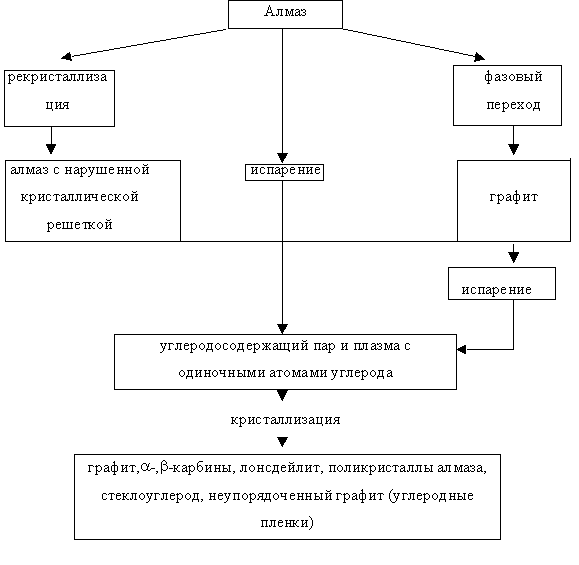 Алмаз
рекристаллиза
ция
фазовый
переход
алмаз с нарушенной
кристаллической
решеткой
испарение
графит
испарение
углеродосодержащий пар и плазма с
одиночными атомами углерода
кристаллизация
графит,α-,β-карбины, лонсдейлит, поликристаллы алмаза,
стеклоуглерод, неупорядоченный графит (углеродные
пленки)